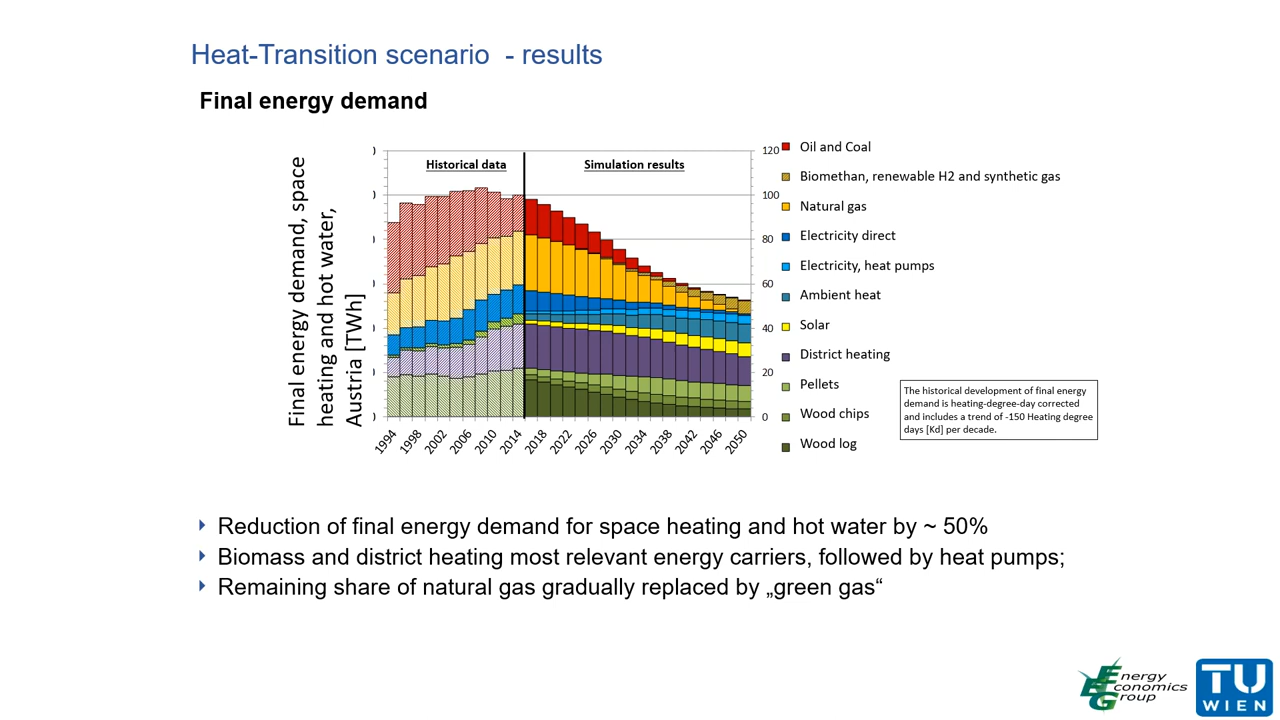 Heat-Transition scenario - results
Final energy demand
Final energy demand, space
heating and hot water,
Austria [TWh]
Historical data
Simulation results
)
)
)
)
)
)
)
120
100
80
60
40
20
0
1994
1998
2002
2006
2010
2014
2018
2022
2026
2030
2034
2038
2042
2046
2050
Oil and Coal
Biomethan, renewable H2 and synthetic gas
Natural gas
Electricity direct
Electricity, heat pumps
Ambient heat
Solar
District heating
Pellets
Wood chips
Wood log
The historical development of final energy
demand is heating-degree-day corrected
and includes a trend of -150 Heating degree
days [Kd] per decade.
Reduction of final energy demand for space heating and hot water by ~ 50%
Biomass and district heating most relevant energy carriers, followed by heat pumps;
Remaining share of natural gas gradually replaced by „green gas“
Energy
Economics
Group
TU
WIEN